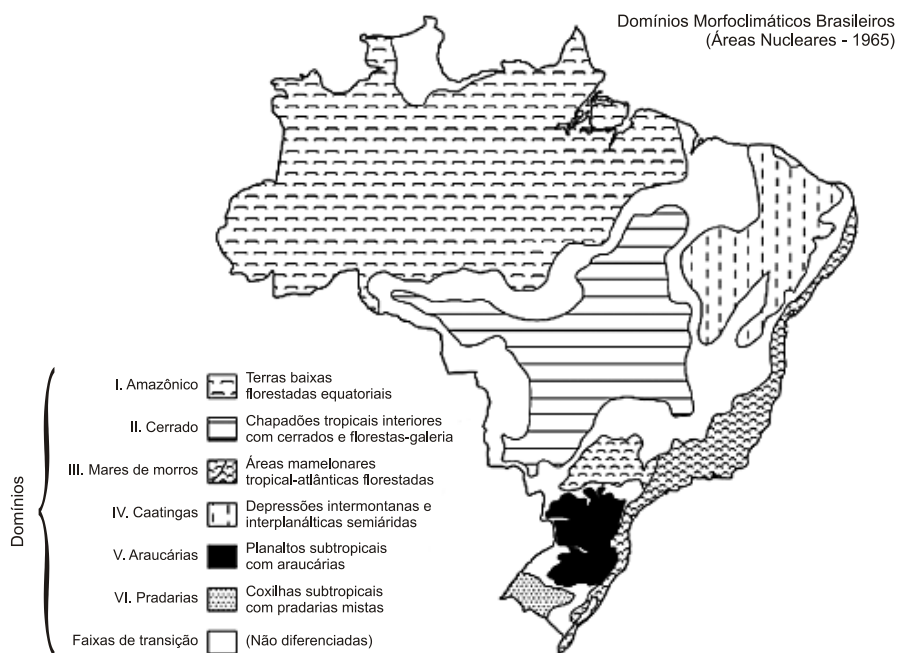 Domínios Morfoclimáticos Brasileiros
(Áreas Nucleares - 1965)
Domínios
I. Amazônico Terras baixas
florestadas equatoriais
II. Cerrado Chapadões tropicais interiores
com cerrados e florestas-galeria
III. Mares de morros Áreas mamelonares
tropical-atlânticas florestadas
IV. Caatingas Depressões intermontanas e
interplanálticas semiáridas
V. Araucárias Planaltos subtropicais
com araucárias
VI. Pradarias Coxilhas subtropicais
com pradarias mistas
Faixas de transição (Não diferenciadas)